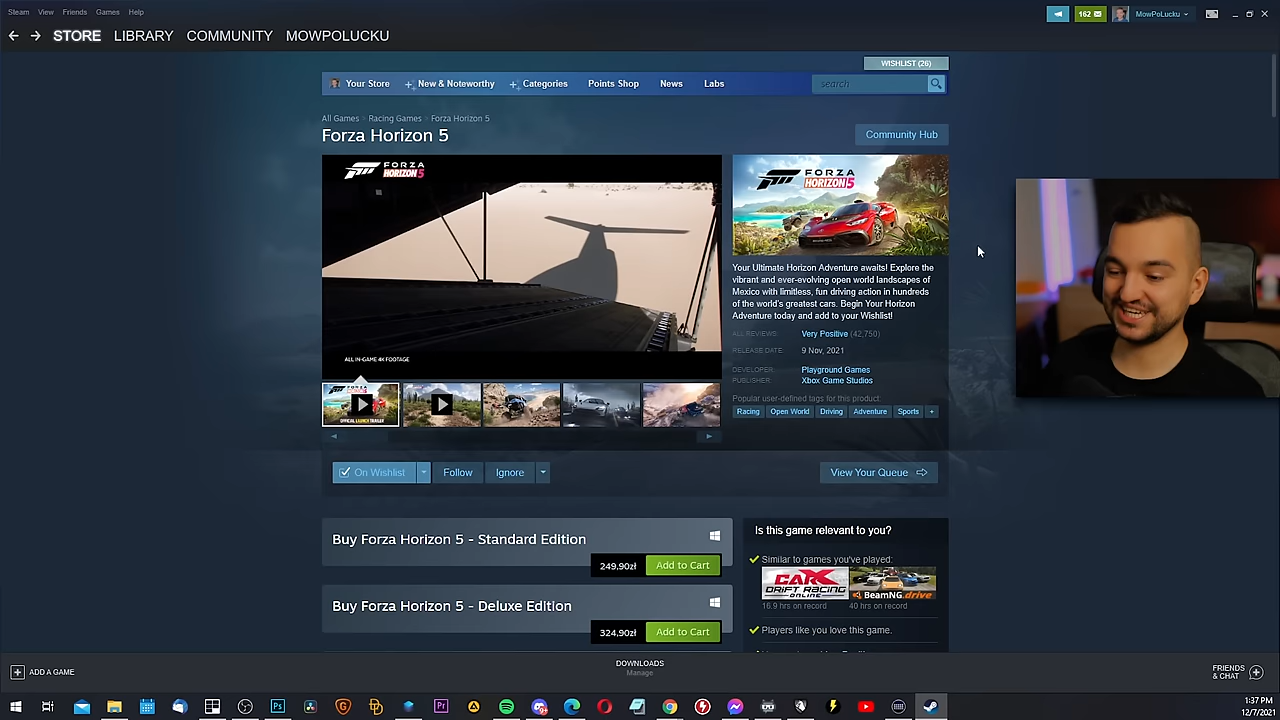 Steam View Friends Games Help
162 MowPoLucku
STORE LIBRARY COMMUNITY MOWPOLUCKU
WISHLIST (26)
Your Store New & Noteworthy Categories Points Shop News Labs search
All Games > Racing Games > Forza Horizon 5
Forza Horizon 5
Community Hub
FORZA
HORIZON 5
ALL IN-GAME 4K FOOTAGE
FORZA
HORIZON 5
Your Ultimate Horizon Adventure awaits! Explore the
vibrant and ever-evolving open world landscapes of
Mexico with limitless, fun driving action in hundreds
of the world's greatest cars. Begin Your Horizon
Adventure today and add to your Wishlist!
ALL REVIEWS: Very Positive (42,750)
RELEASE DATE: 9 Nov, 2021
DEVELOPER: Playground Games
PUBLISHER: Xbox Game Studios
Popular user-defined tags for this product:
Racing Open World Driving Adventure Sports +
On Wishlist Follow Ignore View Your Queue
Buy Forza Horizon 5 - Standard Edition
249,90zł Add to Cart
Buy Forza Horizon 5 - Deluxe Edition
324,90zł Add to Cart
Is this game relevant to you?
Similar to games you've played:
CARX
DRIFT RACING
ONLINE
BeamNG.drive
16.9 hrs on record 40 hrs on record
Players like you love this game.
ADD A GAME
DOWNLOADS
Manage
FRIENDS
& CHAT
Ps Pr
1:37 PM
12/7/2021